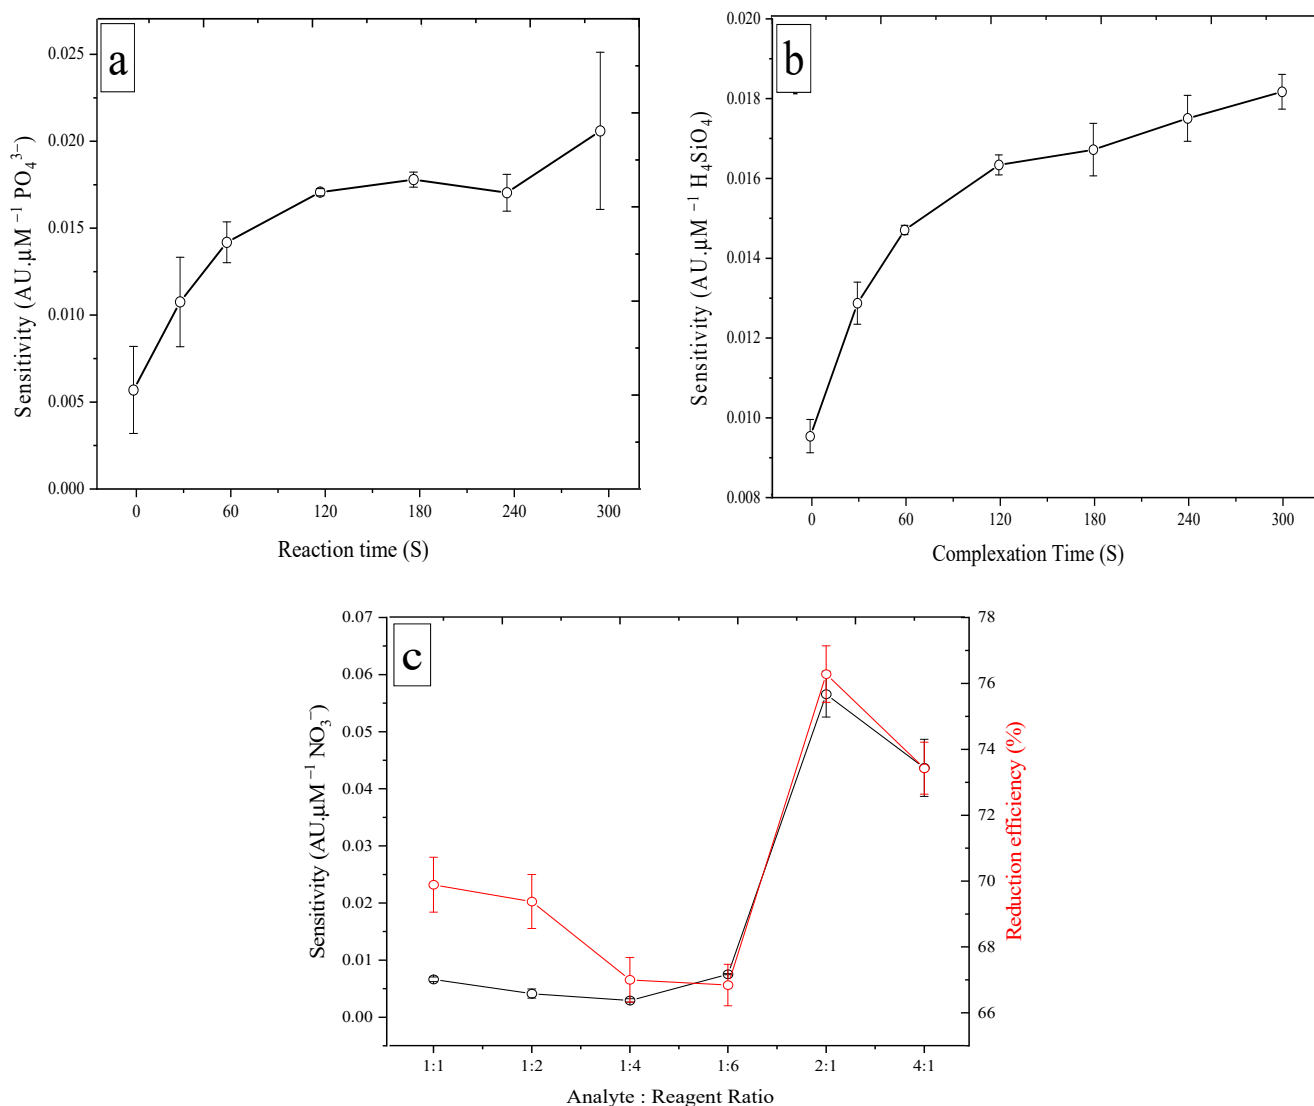 a
0.025
0.020
0.015
0.010
0.005
0.000
Sensitivity (AU.µM⁻¹ PO₄³⁻)
0 60 120 180 240 300
Reaction time (S)
b
0.020
0.018
0.016
0.014
0.012
0.010
0.008
Sensitivity (AU.µM⁻¹ H₄SiO₄)
0 60 120 180 240 300
Complexation Time (S)
c
0.07
0.06
0.05
0.04
0.03
0.02
0.01
0.00
Sensitivity (AU.µM⁻¹ NO₃⁻)
78
76
74
72
70
68
66
Reduction efficiency (%)
1:1 1:2 1:4 1:6 2:1 4:1
Analyte : Reagent Ratio